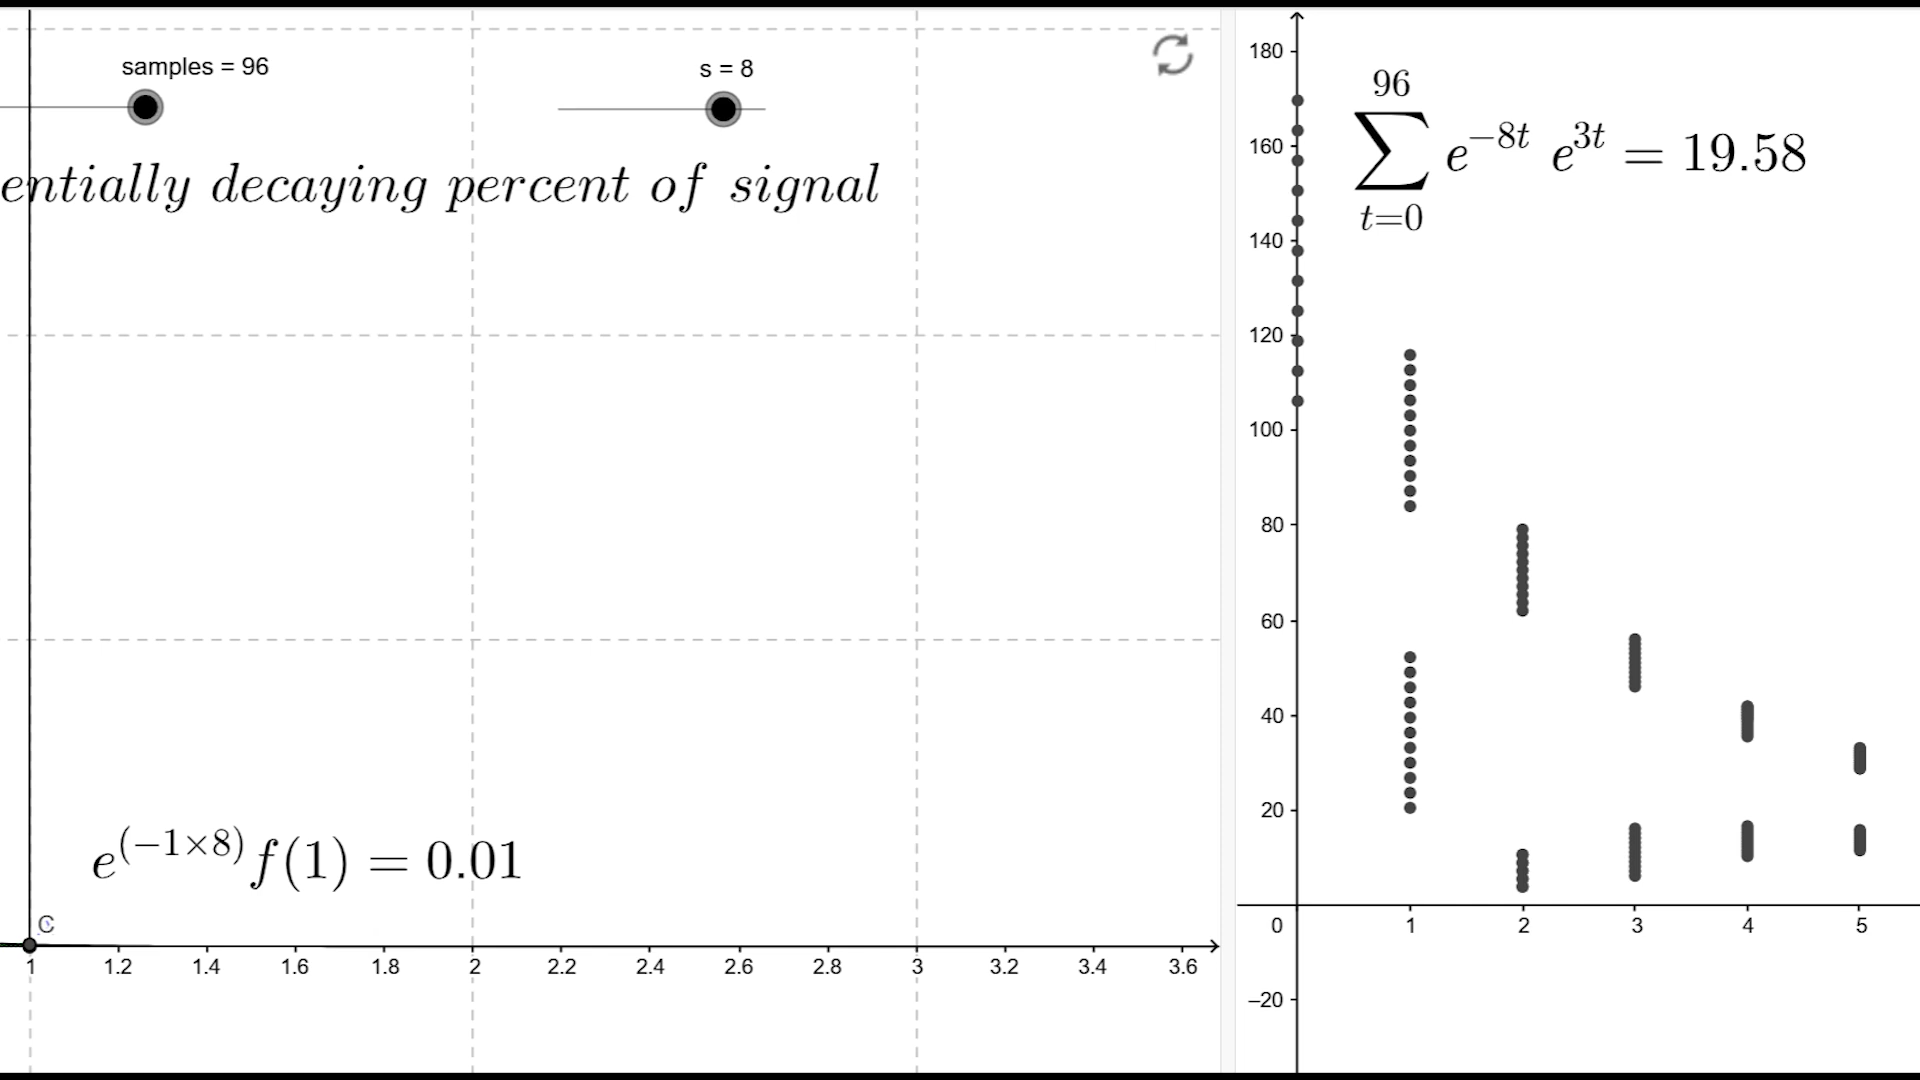 samples = 96
s = 8
entially decaying percent of signal
e^{(-1×8)} f(1) = 0.01
C
1 1.2 1.4 1.6 1.8 2 2.2 2.4 2.6 2.8 3 3.2 3.4 3.6
\sum_{t=0}^{96} e^{-8t} e^{3t} = 19.58
180
160
140
120
100
80
60
40
20
0 1 2 3 4 5
–20